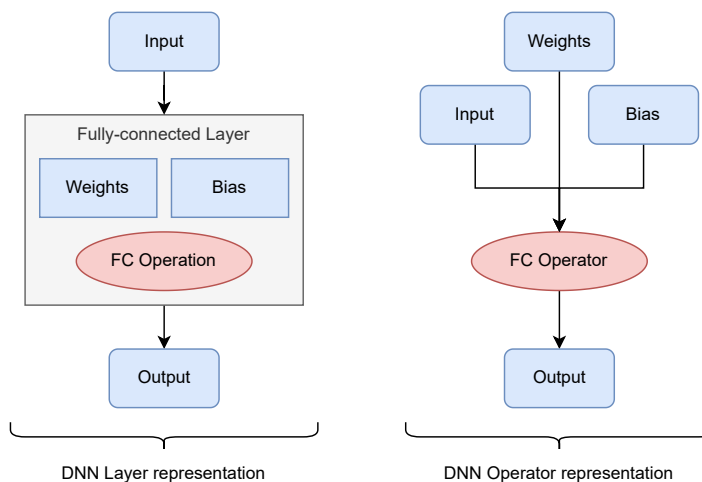 Input
Fully-connected Layer
Weights
Bias
FC Operation
Output
DNN Layer representation
Weights
Input
Bias
FC Operator
Output
DNN Operator representation